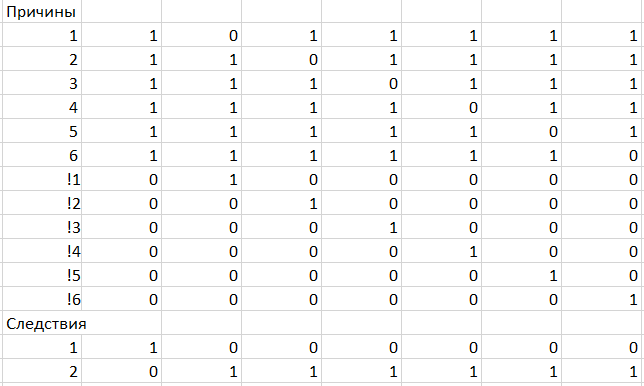 Причины
1 1 0 1 1 1 1 1
2 1 1 0 1 1 1 1
3 1 1 1 0 1 1 1
4 1 1 1 1 0 1 1
5 1 1 1 1 1 0 1
6 1 1 1 1 1 1 0
!1 0 1 0 0 0 0 0
!2 0 0 1 0 0 0 0
!3 0 0 0 1 0 0 0
!4 0 0 0 0 1 0 0
!5 0 0 0 0 0 1 0
!6 0 0 0 0 0 0 1
Следствия
1 1 0 0 0 0 0 0
2 0 1 1 1 1 1 1